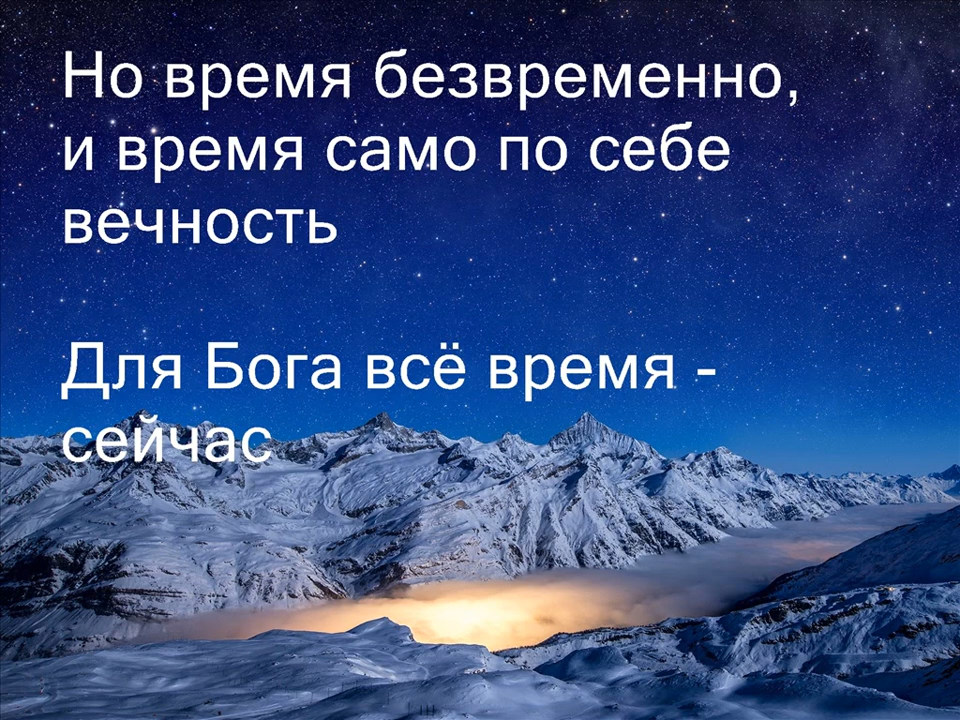 Но время безвременно,
и время само по себе
вечность
Для Бога всё время -
сейчас